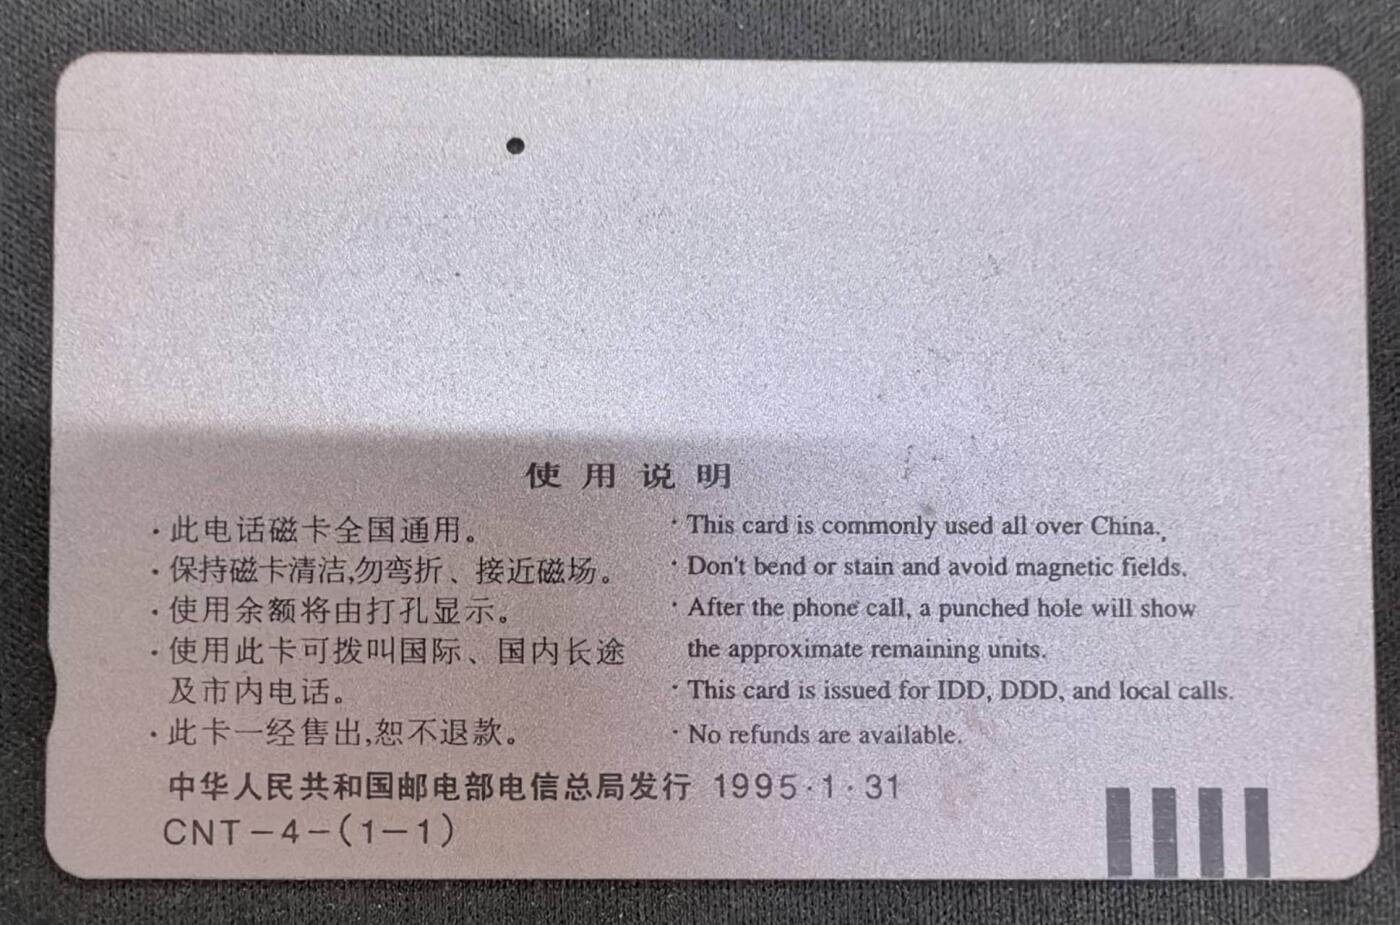 使用说明
·此电话磁卡全国通用。
·保持磁卡清洁,勿弯折、接近磁场。
·使用余额将由打孔显示。
·使用此卡可拨叫国际、国内长途
及市内电话。
·此卡一经售出,恕不退款。
·This card is commonly used all over China.,
·Don't bend or stain and avoid magnetic fields.
·After the phone call, a punched hole will show
the approximate remaining units.
·This card is issued for IDD, DDD, and local calls.
·No refunds are available.
中华人民共和国邮电部电信总局发行 1995·1·31
CNT-4-(1-1)